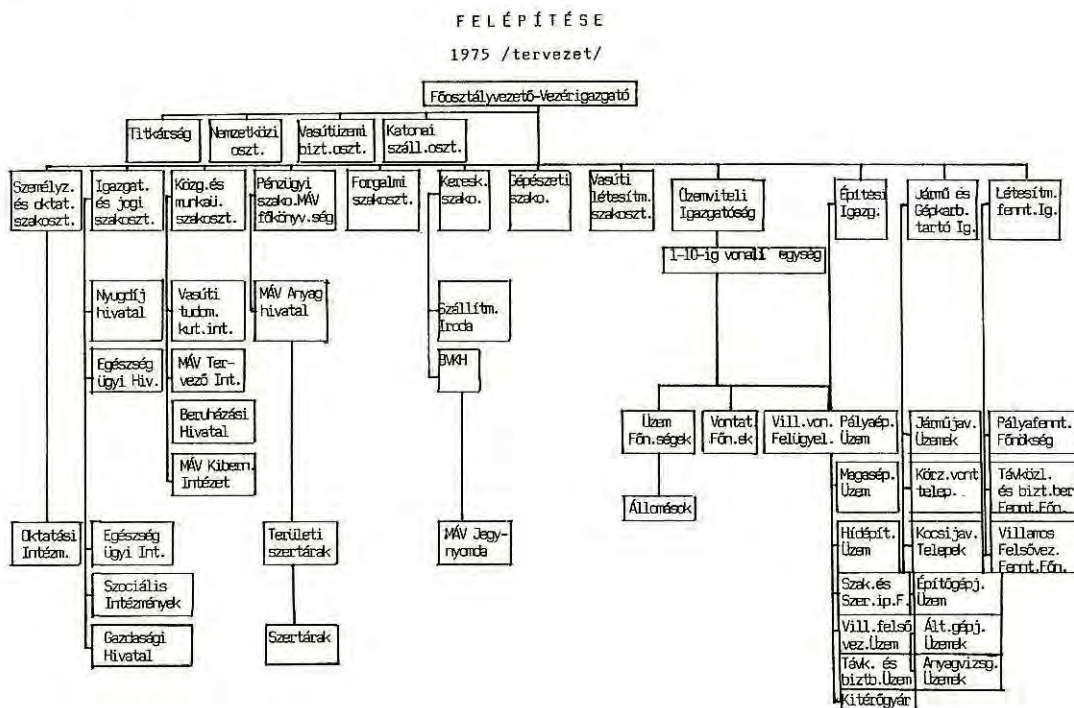 FELÉPÍTÉSE
1975 /tervezet/
Főosztályvezető-Vezérigazgató
Titkárság
Nemzetközi
oszt.
Vasútüzemi
bizt.oszt.
Katonai
száll.oszt.
Személyz.
és oktat.
szakoszt.
Igazgat.
és jogi
szakoszt.
Közg.és
munkaü.
szakoszt.
Pénzügyi
szako.MÁV
főkönyv.ség
Forgalmi
szakoszt.
Keresk.
szako.
Gépészeti
szako.
Vasúti
létesítm.
szakoszt.
Üzemviteli
Igazgatóság
Építési
Igazg.
Jármű és
Gépkarb.
tartó Ig.
Létesítm.
fennt.Ig.
1-10-ig vonali egység
Nyugdíj
hivatal
Vasúti
tudom.
kut.int.
MÁV Anyag
hivatal
Szállítm.
Iroda
Egészség
ügyi Hiv.
MÁV Ter-
vező Int.
BVKH
Beruházási
Hivatal
MÁV Kibern.
Intézet
Üzem
Főn.ségek
Vontat.
Főn.ek
Vill.von.
Felügyel.
Pályaép.
Üzem
Járműjav.
Üzemek
Pályafennt.
Főnökség
Magasép.
Üzem
Körz.vont
telep.
Távközl.
és bizt.ber
Fennt.Főn.
Állomások
Oktatási
Intézm.
Egészség
ügyi Int.
Területi
szertárak
MÁV Jegy-
nyomda
Hídépít.
Üzem
Kocsijav.
Telepek
Villamos
Felsővez.
Fennt.Főn.
Szociális
Intézmények
Szak.és
Szer.ip.F.
Építőgépj.
Üzem
Gazdasági
Hivatal
Szertárak
Vill.felső
vez.Üzem
Ált.gépj.
Üzemek
Távk. és
biztb.Üzem
Anyagvizsg.
Üzemek
Kitérőgyár